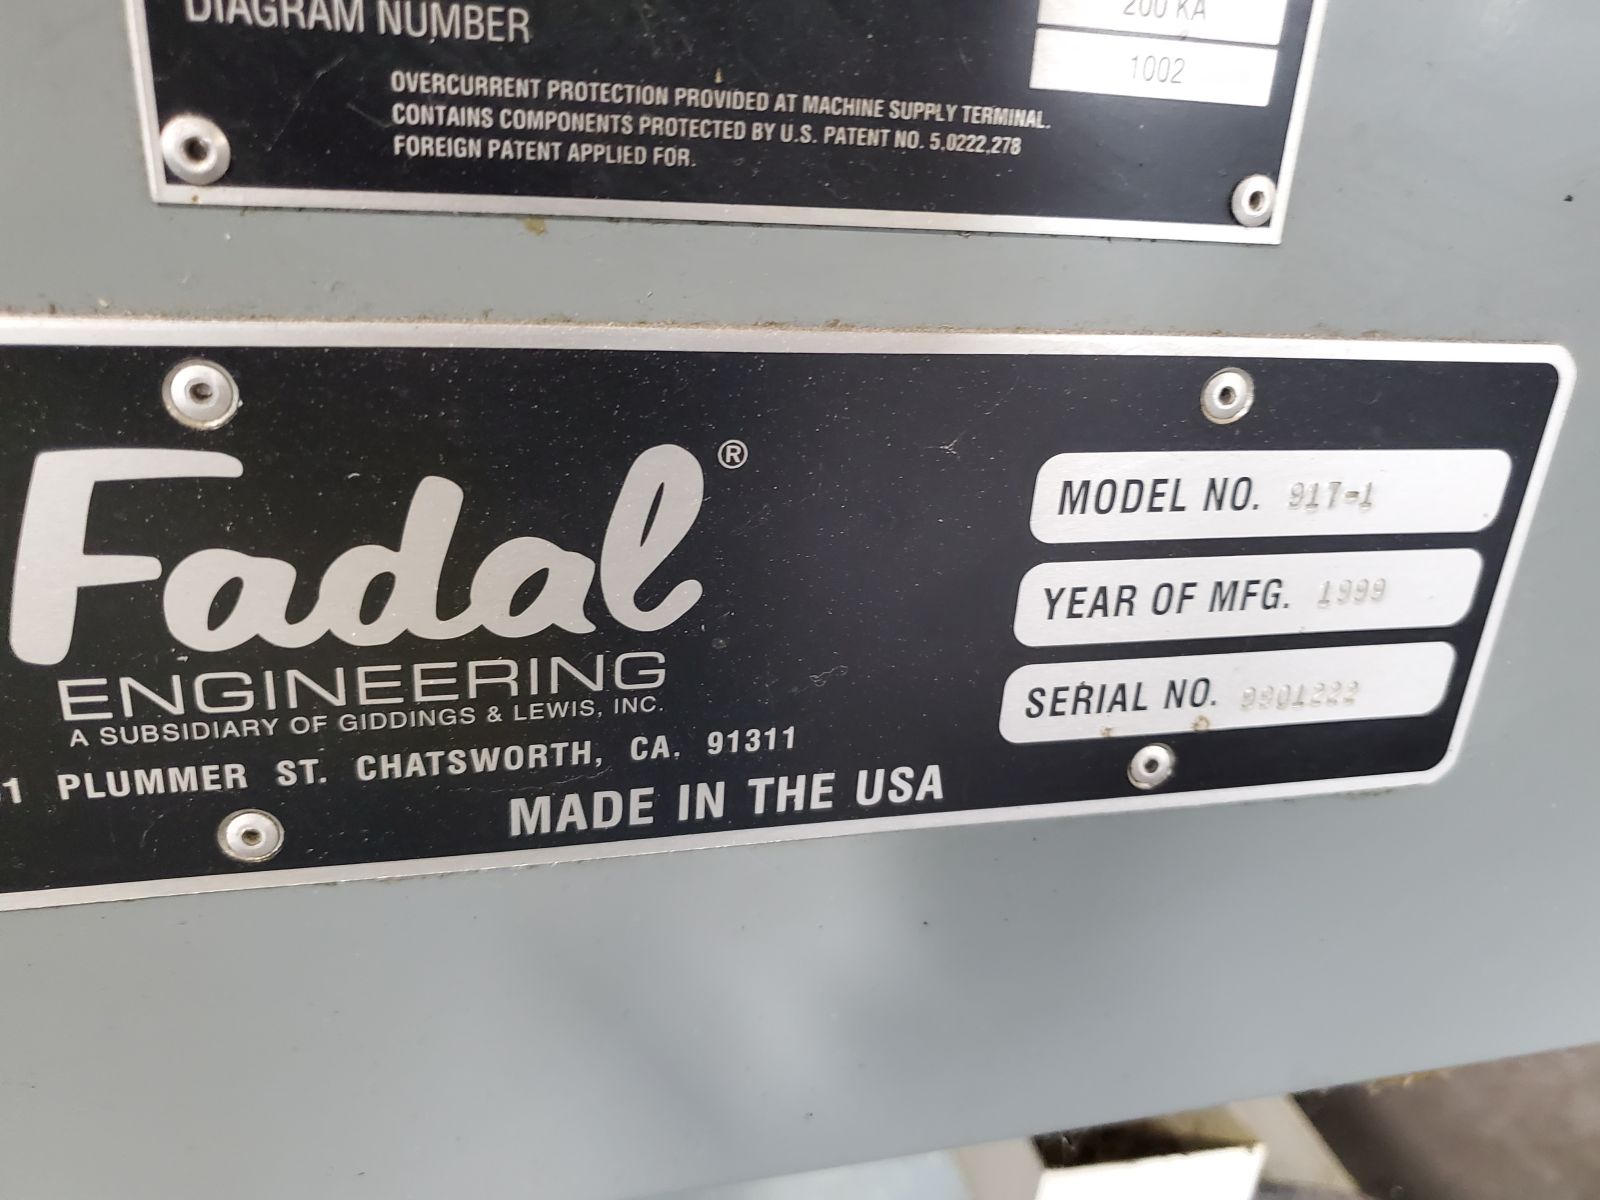 DIAGRAM NUMBER
200 KA
1002
OVERCURRENT PROTECTION PROVIDED AT MACHINE SUPPLY TERMINAL.
CONTAINS COMPONENTS PROTECTED BY U.S. PATENT NO. 5,0222,278
FOREIGN PATENT APPLIED FOR.
Fadal®
ENGINEERING
A SUBSIDIARY OF GIDDINGS & LEWIS, INC.
1 PLUMMER ST. CHATSWORTH, CA. 91311
MADE IN THE USA
MODEL NO. 917-1
YEAR OF MFG. 1999
SERIAL NO.